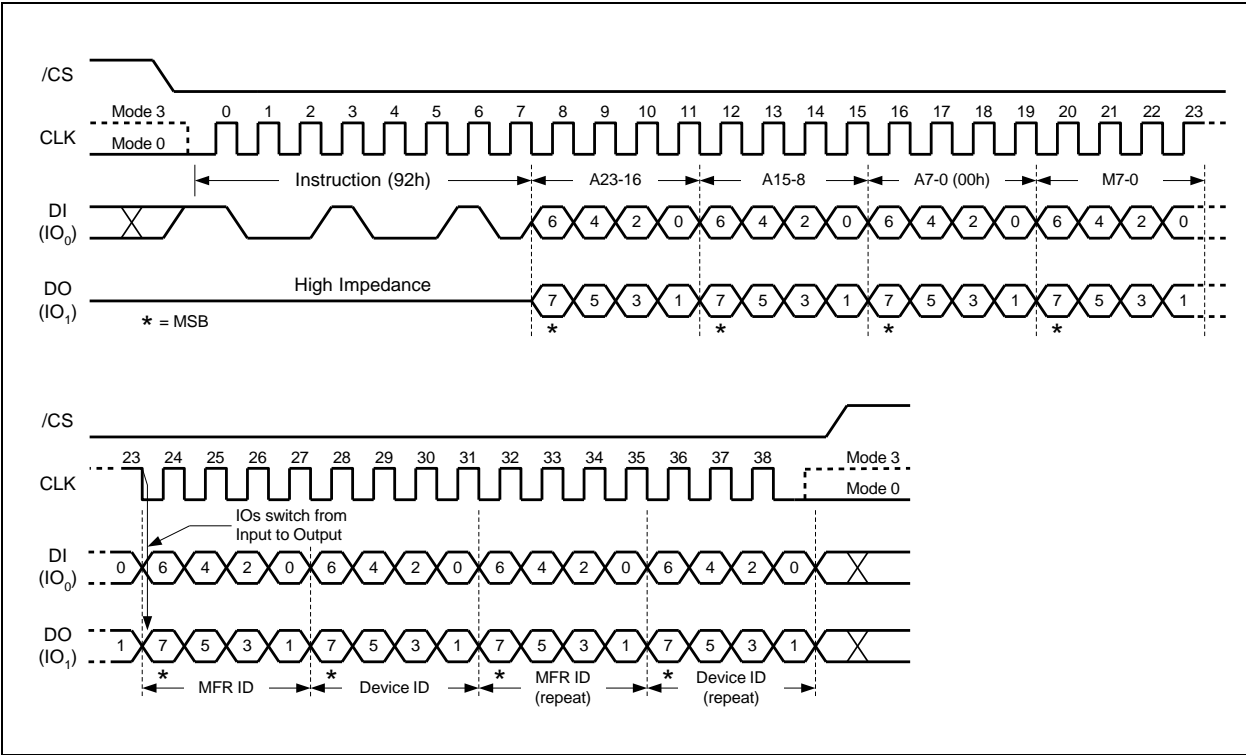 /CS
Mode 3
0 1 2 3 4 5 6 7 8 9 10 11 12 13 14 15 16 17 18 19 20 21 22 23
CLK
Mode 0
Instruction (92h) A23-16 A15-8 A7-0 (00h) M7-0
DI
(IO0)
6 4 2 0 6 4 2 0 6 4 2 0 6 4 2 0
High Impedance
DO
(IO1)
7 5 3 1 7 5 3 1 7 5 3 1 7 5 3 1
* = MSB
* * * *
/CS
23 24 25 26 27 28 29 30 31 32 33 34 35 36 37 38
Mode 3
CLK
Mode 0
IOs switch from
Input to Output
DI
(IO0)
0 6 4 2 0 6 4 2 0 6 4 2 0 6 4 2 0
DO
(IO1)
1 7 5 3 1 7 5 3 1 7 5 3 1 7 5 3 1
* * * *
MFR ID
Device ID
MFR ID
(repeat)
Device ID
(repeat)